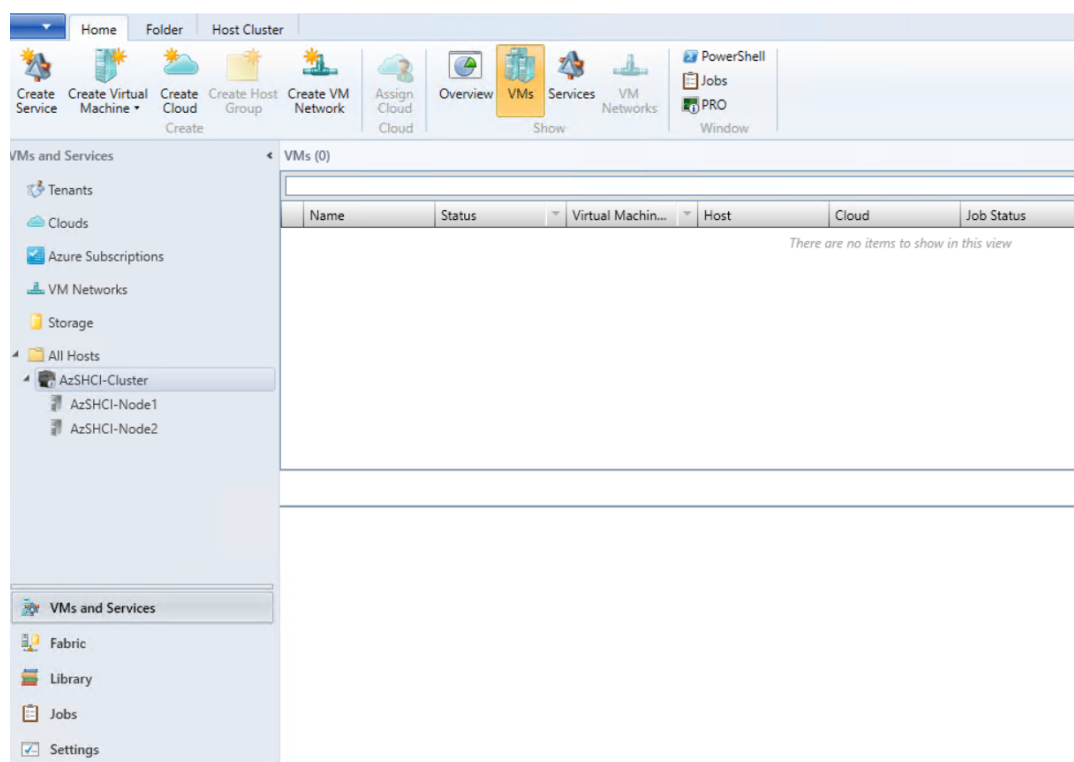 Home Folder Host Cluster
Create Service
Create Virtual Machine
Create Cloud
Create Host Group
Create VM Network
Create
Assign Cloud
Cloud
Overview
VMs
Services
VM Networks
Show
PowerShell
Jobs
PRO
Window
VMs and Services
Tenants
Clouds
Azure Subscriptions
VM Networks
Storage
All Hosts
AzSHCI-Cluster
AzSHCI-Node1
AzSHCI-Node2
VMs and Services
Fabric
Library
Jobs
Settings
VMs (0)
Name Status Virtual Machin... Host Cloud Job Status
There are no items to show in this view